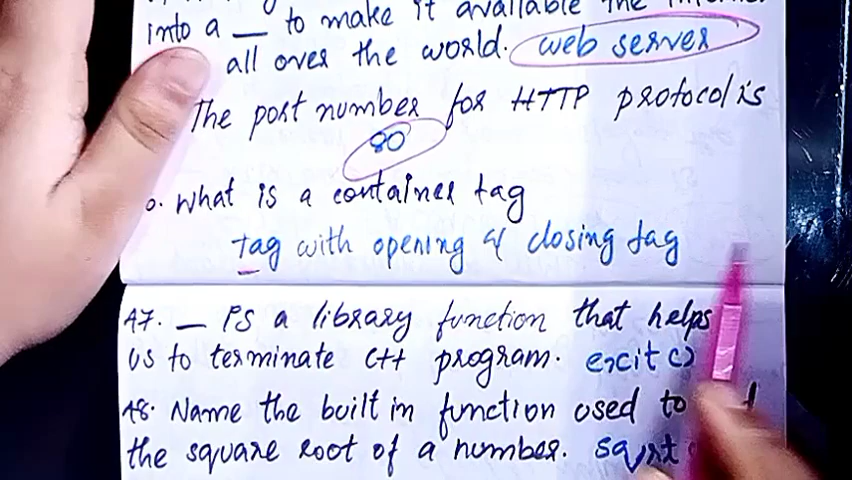 into a __ to make it available the
all over the world. web server
The port number for HTTP protocol is
80
0. What is a container tag
Tag with opening & closing tag
47. __ is a library function that helps
us to terminate C++ program. exit()
48. Name the built in function used to
the square root of a number. sqrt